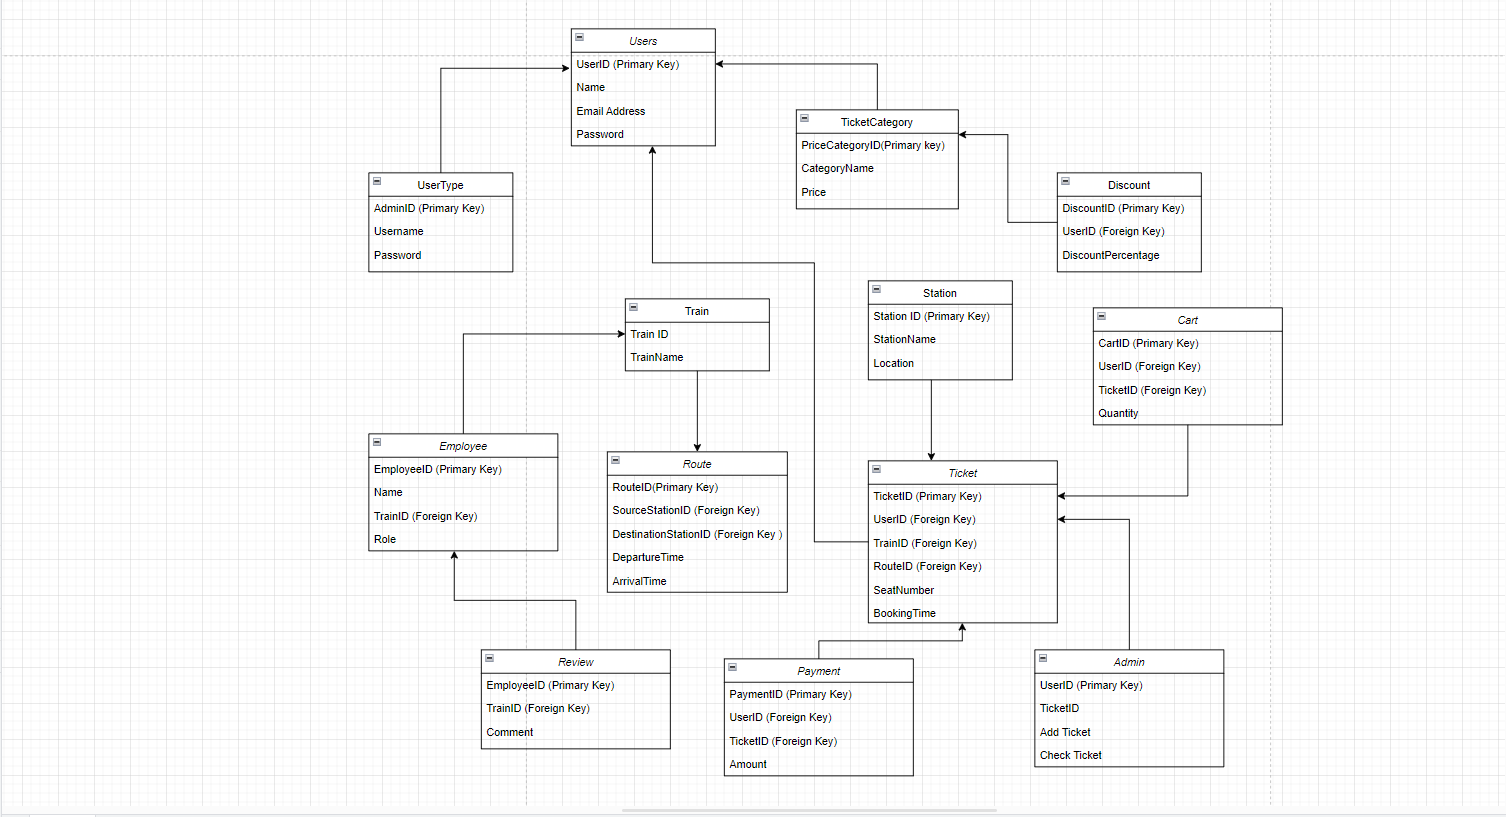 Users
UserID (Primary Key)
Name
Email Address
Password
TicketCategory
PriceCategoryID(Primary key)
CategoryName
Price
UserType
AdminID (Primary Key)
Username
Password
Discount
DiscountID (Primary Key)
UserID (Foreign Key)
DiscountPercentage
Train
Train ID
TrainName
Station
Station ID (Primary Key)
StationName
Location
Cart
CartID (Primary Key)
UserID (Foreign Key)
TicketID (Foreign Key)
Quantity
Employee
EmployeeID (Primary Key)
Name
TrainID (Foreign Key)
Role
Route
RouteID(Primary Key)
SourceStationID (Foreign Key)
DestinationStationID (Foreign Key )
DepartureTime
ArrivalTime
Ticket
TicketID (Primary Key)
UserID (Foreign Key)
TrainID (Foreign Key)
RouteID (Foreign Key)
SeatNumber
BookingTime
Review
EmployeeID (Primary Key)
TrainID (Foreign Key)
Comment
Payment
PaymentID (Primary Key)
UserID (Foreign Key)
TicketID (Foreign Key)
Amount
Admin
UserID (Primary Key)
TicketID
Add Ticket
Check Ticket